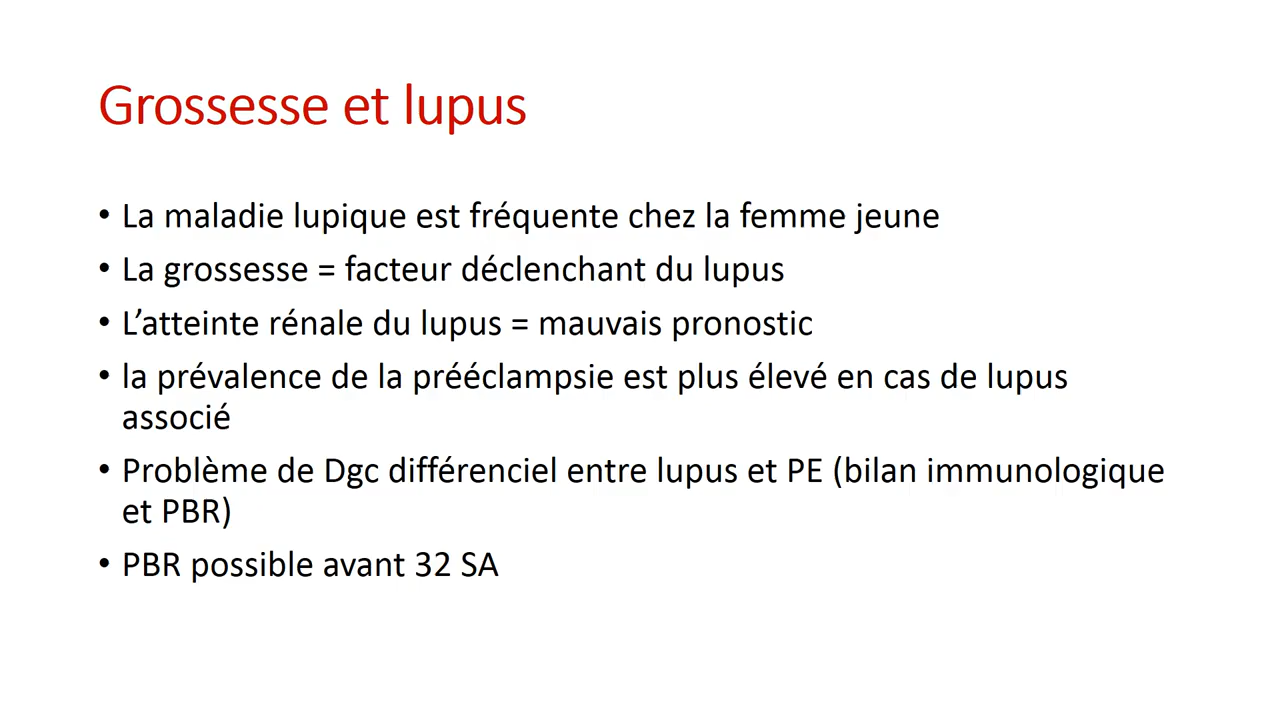 Grossesse et lupus
• La maladie lupique est fréquente chez la femme jeune
• La grossesse = facteur déclenchant du lupus
• L’atteinte rénale du lupus = mauvais pronostic
• la prévalence de la prééclampsie est plus élevé en cas de lupus
associé
• Problème de Dgc différenciel entre lupus et PE (bilan immunologique
et PBR)
• PBR possible avant 32 SA